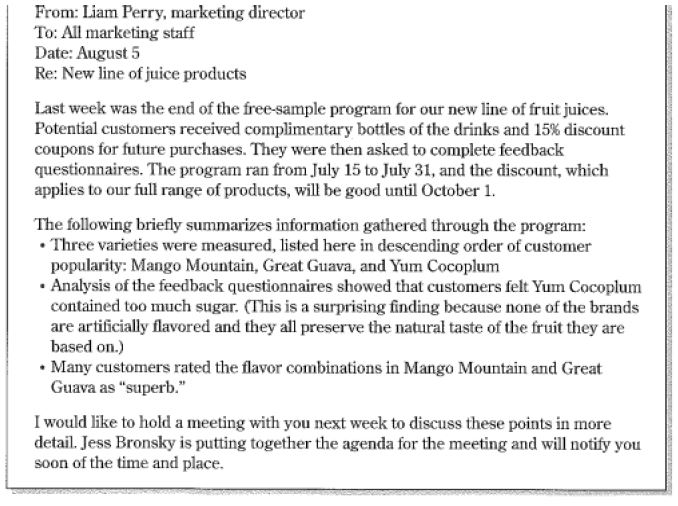 From: Liam Perry, marketing director
To: All marketing staff
Date: August 5
Re: New line of juice products
Last week was the end of the free-sample program for our new line of fruit juices.
Potential customers received complimentary bottles of the drinks and 15% discount
coupons for future purchases. They were then asked to complete feedback
questionnaires. The program ran from July 15 to July 31, and the discount, which
applies to our full range of products, will be good until October 1.
The following briefly summarizes information gathered through the program:
• Three varieties were measured, listed here in descending order of customer
popularity: Mango Mountain, Great Guava, and Yum Cocoplum
• Analysis of the feedback questionnaires showed that customers felt Yum Cocoplum
contained too much sugar. (This is a surprising finding because none of the brands
are artificially flavored and they all preserve the natural taste of the fruit they are
based on.)
• Many customers rated the flavor combinations in Mango Mountain and Great
Guava as “superb.”
I would like to hold a meeting with you next week to discuss these points in more
detail. Jess Bronsky is putting together the agenda for the meeting and will notify you
soon of the time and place.